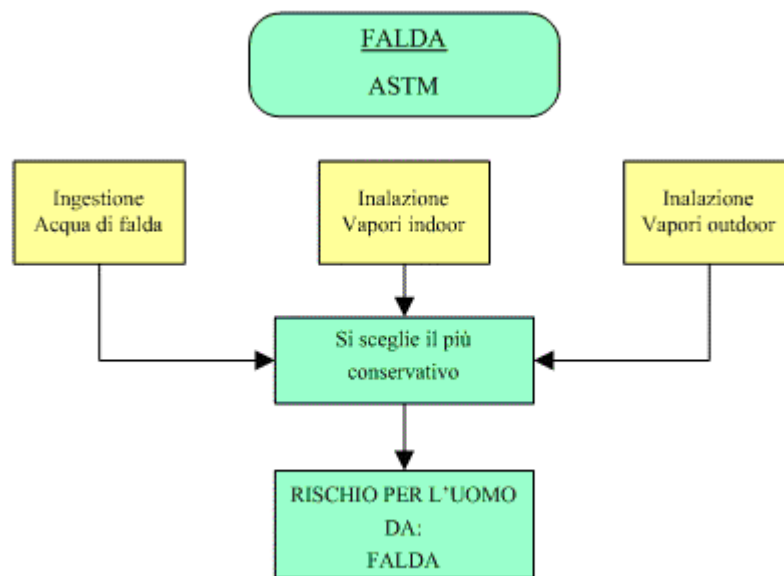 FALDA
ASTM
Ingestione
Acqua di falda
Inalazione
Vapori indoor
Inalazione
Vapori outdoor
Si sceglie il più
conservativo
RISCHIO PER L'UOMO
DA:
FALDA